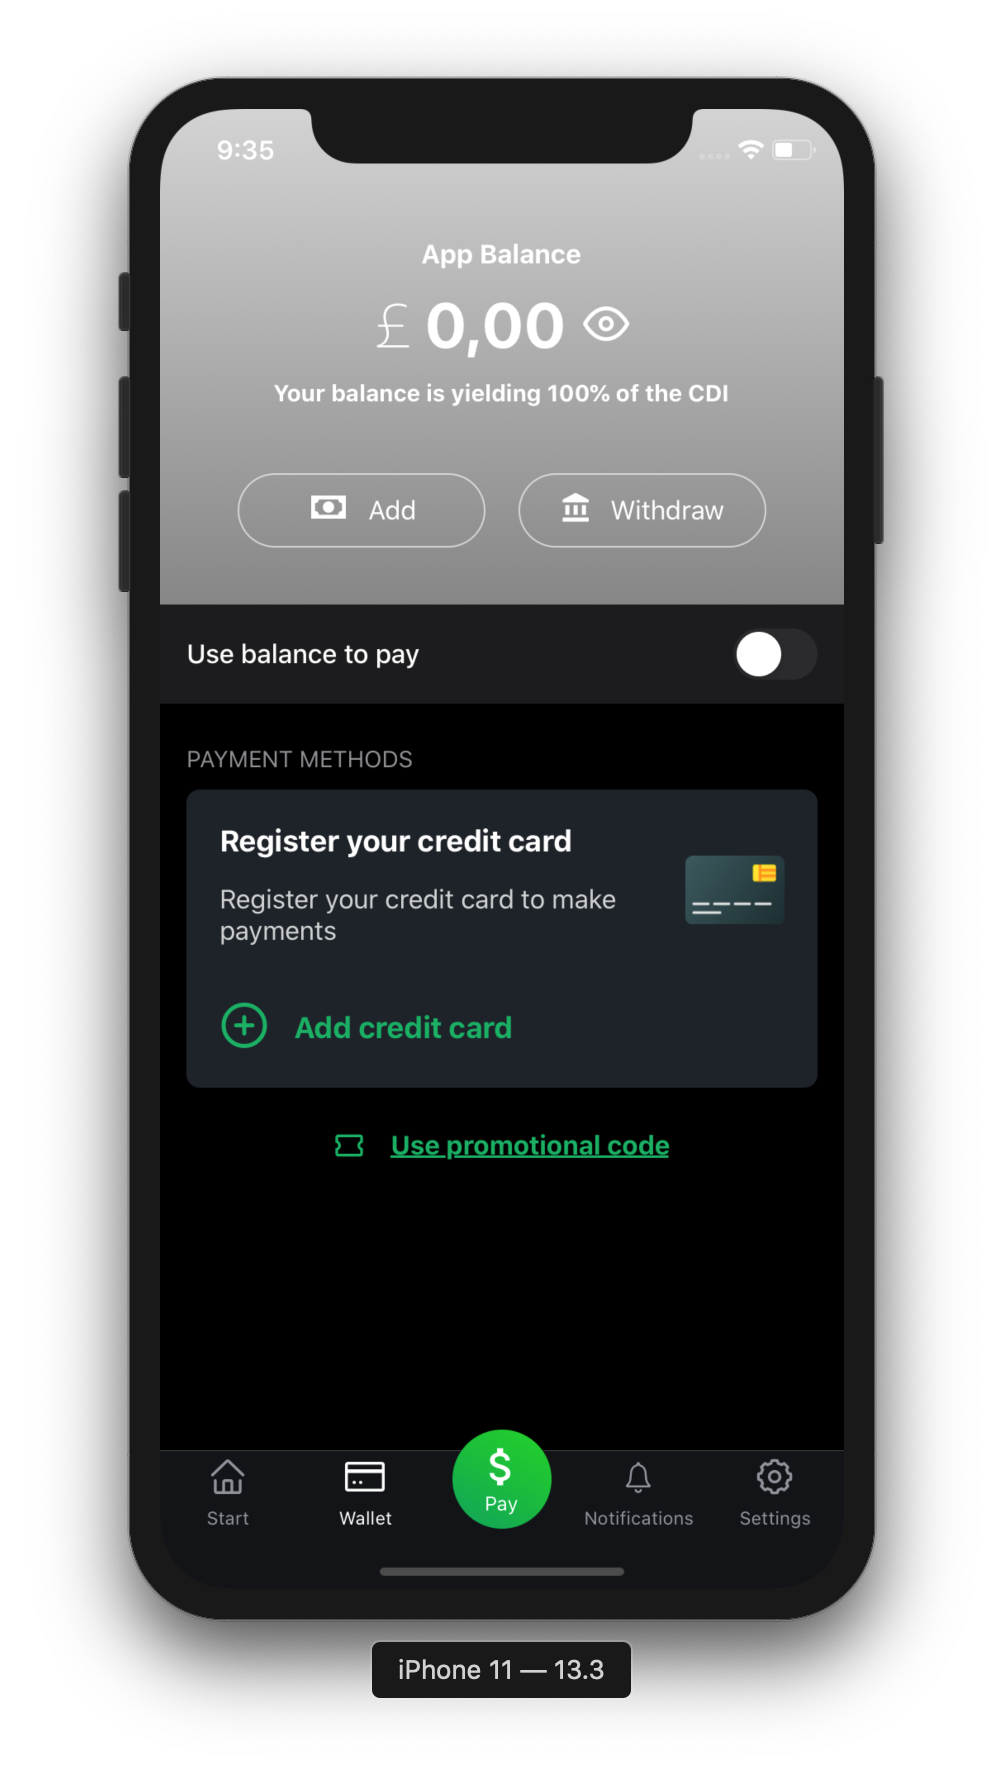 9:35
App Balance
£ 0,00
Your balance is yielding 100% of the CDI
Add
Withdraw
Use balance to pay
PAYMENT METHODS
Register your credit card
Register your credit card to make
payments
Add credit card
Use promotional code
$
Start
Wallet
Pay
Notifications
Settings
iPhone 11 — 13.3